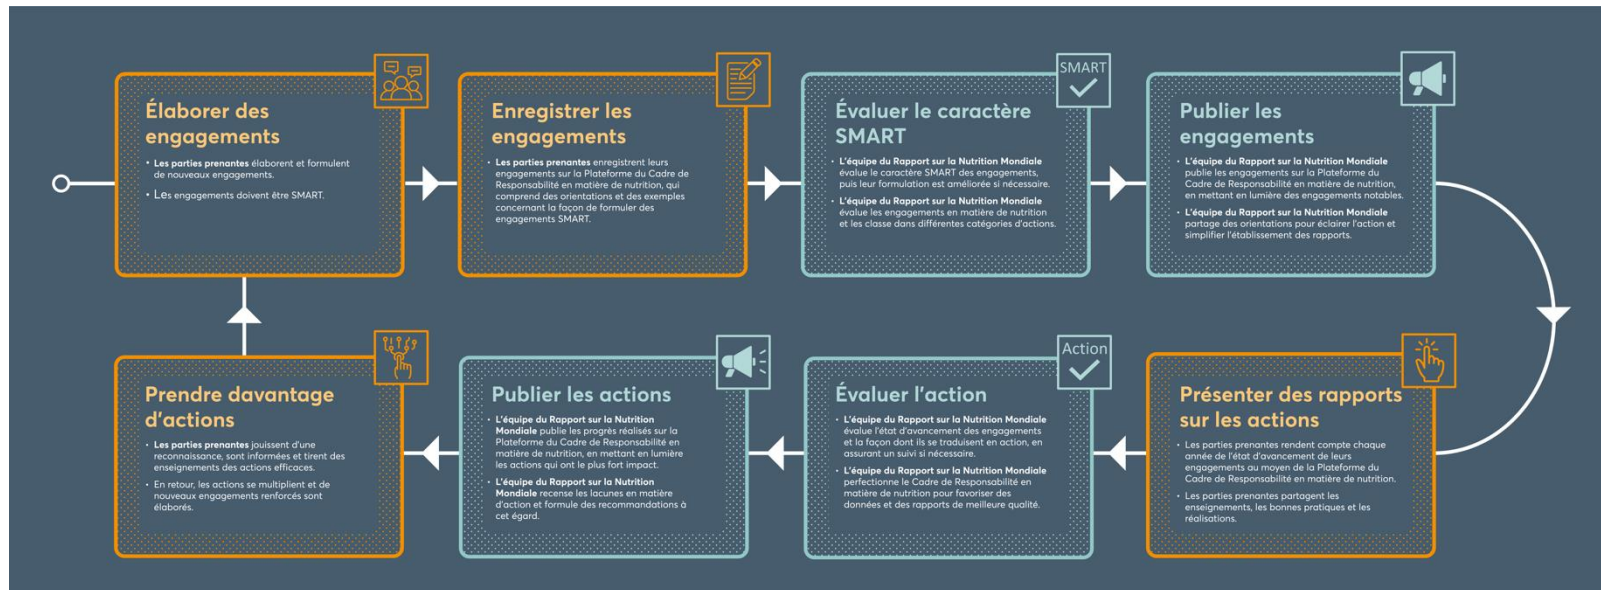 Élaborer des
engagements
• Les parties prenantes élaborent et formulent
de nouveaux engagements.
• Les engagements doivent être SMART.
Enregistrer les
engagements
• Les parties prenantes enregistrent leurs
engagements sur la Plateforme du Cadre de
Responsabilité en matière de nutrition, qui
comprend des orientations et des exemples
concernant la façon de formuler des
engagements SMART.
SMART
Évaluer le caractère
SMART
• L'équipe du Rapport sur la Nutrition Mondiale
évalue le caractère SMART des engagements,
puis leur formulation est améliorée si nécessaire.
• L'équipe du Rapport sur la Nutrition Mondiale
évalue les engagements en matière de nutrition
et les classe dans différentes catégories d'actions.
Publier les
engagements
• L'équipe du Rapport sur la Nutrition Mondiale
publie les engagements sur la Plateforme du
Cadre de Responsabilité en matière de nutrition,
en mettant en lumière des engagements notables.
• L'équipe du Rapport sur la Nutrition Mondiale
partage des orientations pour éclairer l'action et
simplifier l'établissement des rapports.
Présenter des rapports
sur les actions
• Les parties prenantes rendent compte chaque
année de l'état d'avancement de leurs
engagements au moyen de la Plateforme du
Cadre de Responsabilité en matière de nutrition.
• Les parties prenantes partagent les
enseignements, les bonnes pratiques et les
réalisations.
Action
Évaluer l'action
• L'équipe du Rapport sur la Nutrition Mondiale
évalue l'état d'avancement des engagements
et la façon dont ils se traduisent en action, en
assurant un suivi si nécessaire.
• L'équipe du Rapport sur la Nutrition Mondiale
perfectionne le Cadre de Responsabilité en
matière de nutrition pour favoriser des
données et des rapports de meilleure qualité.
Publier les actions
• L'équipe du Rapport sur la Nutrition
Mondiale publie les progrès réalisés sur la
Plateforme du Cadre de Responsabilité en
matière de nutrition, en mettant en lumière
les actions qui ont le plus fort impact.
• L'équipe du Rapport sur la Nutrition
Mondiale recense les lacunes en matière
d'action et formule des recommandations à
cet égard.
Prendre davantage
d'actions
• Les parties prenantes jouissent d'une
reconnaissance, sont informées et tirent des
enseignements des actions efficaces.
• En retour, les actions se multiplient et de
nouveaux engagements renforcés sont
élaborés.